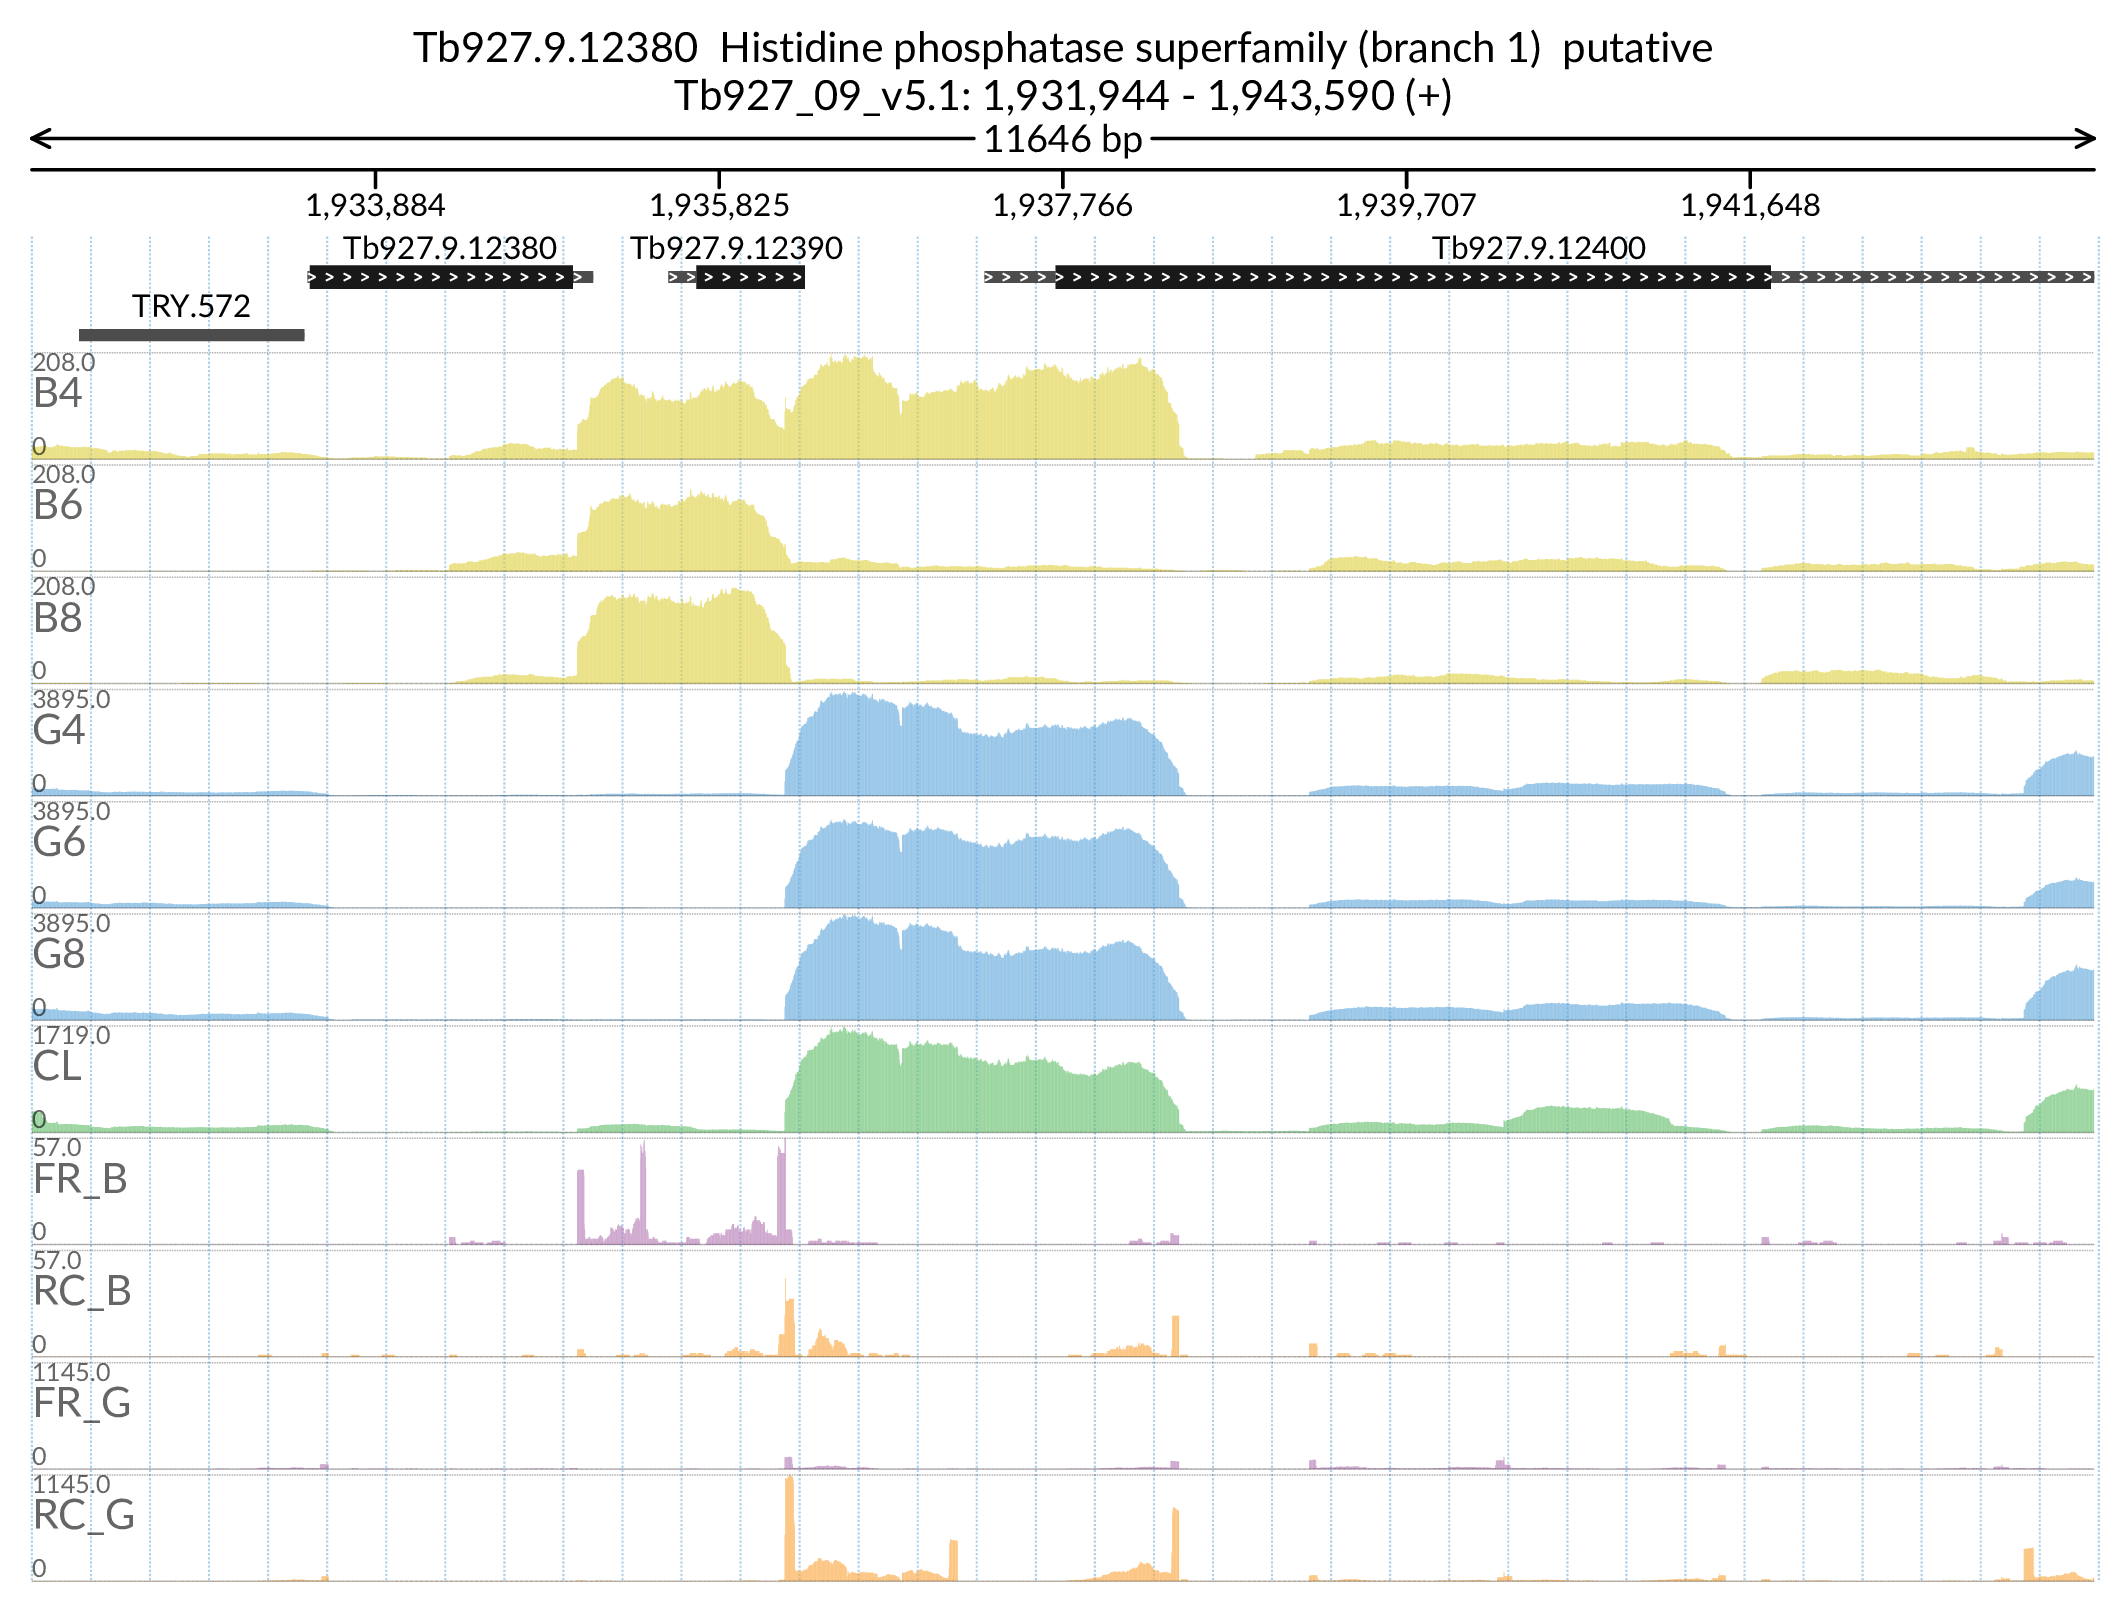 Tb927.9.12380  Histidine phosphatase superfamily (branch 1)  putative
Tb927_09_v5.1: 1,931,944 - 1,943,590 (+)
11646 bp
1,933,884 1,935,825 1,937,766 1,939,707 1,941,648
Tb927.9.12380 Tb927.9.12390 Tb927.9.12400
TRY.572
208.0
B4
0
208.0
B6
0
208.0
B8
0
3895.0
G4
0
3895.0
G6
0
3895.0
G8
0
1719.0
CL
0
57.0
FR_B
0
57.0
RC_B
0
1145.0
FR_G
0
1145.0
RC_G
0